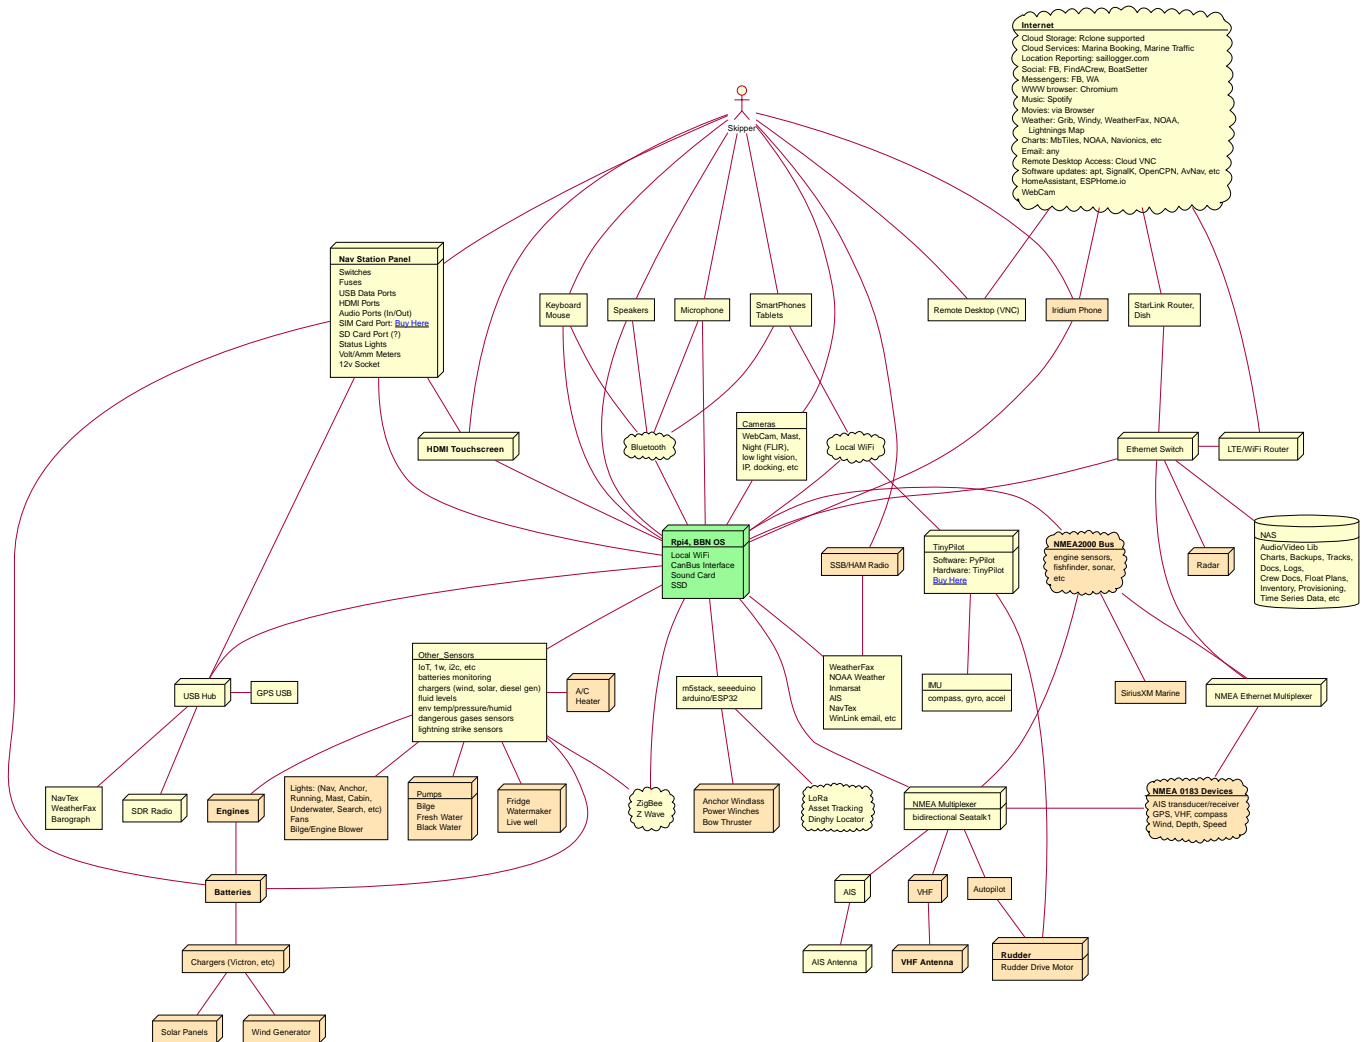 Internet
Cloud Storage: Rclone supported
Cloud Services: Marina Booking, Marine Traffic
Location Reporting: saillogger.com
Social: FB, FindACrew, BoatSetter
Messengers: FB, WA
WWW browser: Chromium
Music: Spotify
Movies: via Browser
Weather: Grib, Windy, WeatherFax, NOAA,
Lightnings Map
Charts: MbTiles, NOAA, Navionics, etc
Email: any
Remote Desktop Access: Cloud VNC
Software updates: apt, SignalK, OpenCPN, AvNav, etc
HomeAssistant, ESPHome.io
WebCam
Skipper
Nav Station Panel
Switches
Fuses
USB Data Ports
HDMI Ports
Audio Ports (In/Out)
SIM Card Port: Buy Here
SD Card Port (?)
Status Lights
Volt/Amm Meters
12v Socket
Keyboard
Mouse
Speakers
Microphone
SmartPhones
Tablets
Remote Desktop (VNC)
Iridium Phone
StarLink Router,
Dish
HDMI Touchscreen
Bluetooth
Cameras
WebCam, Mast,
Night (FLIR),
low light vision,
IP, docking, etc
Local WiFi
Ethernet Switch
LTE/WiFi Router
Rpi4, BBN OS
Local WiFi
CanBus Interface
Sound Card
SSD
SSB/HAM Radio
TinyPilot
Software: PyPilot
Hardware: TinyPilot
Buy Here
NMEA2000 Bus
engine sensors,
fishfinder, sonar,
etc
Radar
NAS
Audio/Video Lib
Charts, Backups, Tracks,
Docs, Logs,
Crew Docs, Float Plans,
Inventory, Provisioning,
Time Series Data, etc
USB Hub
GPS USB
Other_Sensors
IoT, 1w, i2c, etc
batteries monitoring
chargers (wind, solar, diesel gen)
fluid levels
env temp/pressure/humid
dangerous gases sensors
lightning strike sensors
A/C
Heater
m5stack, seeeduino
arduino/ESP32
WeatherFax
NOAA Weather
Inmarsat
AIS
NavTex
WinLink email, etc
IMU
compass, gyro, accel
SiriusXM Marine
NMEA Ethernet Multiplexer
NavTex
WeatherFax
Barograph
SDR Radio
Engines
Lights: (Nav, Anchor,
Running, Mast, Cabin,
Underwater, Search, etc)
Fans
Bilge/Engine Blower
Pumps
Bilge
Fresh Water
Black Water
Fridge
Watermaker
Live well
ZigBee
Z Wave
Anchor Windlass
Power Winches
Bow Thruster
LoRa
Asset Tracking
Dinghy Locator
NMEA Multiplexer
bidirectional Seatalk1
NMEA 0183 Devices
AIS transducer/receiver
GPS, VHF, compass
Wind, Depth, Speed
Batteries
AIS
VHF
Autopilot
Chargers (Victron, etc)
AIS Antenna
VHF Antenna
Rudder
Rudder Drive Motor
Solar Panels
Wind Generator